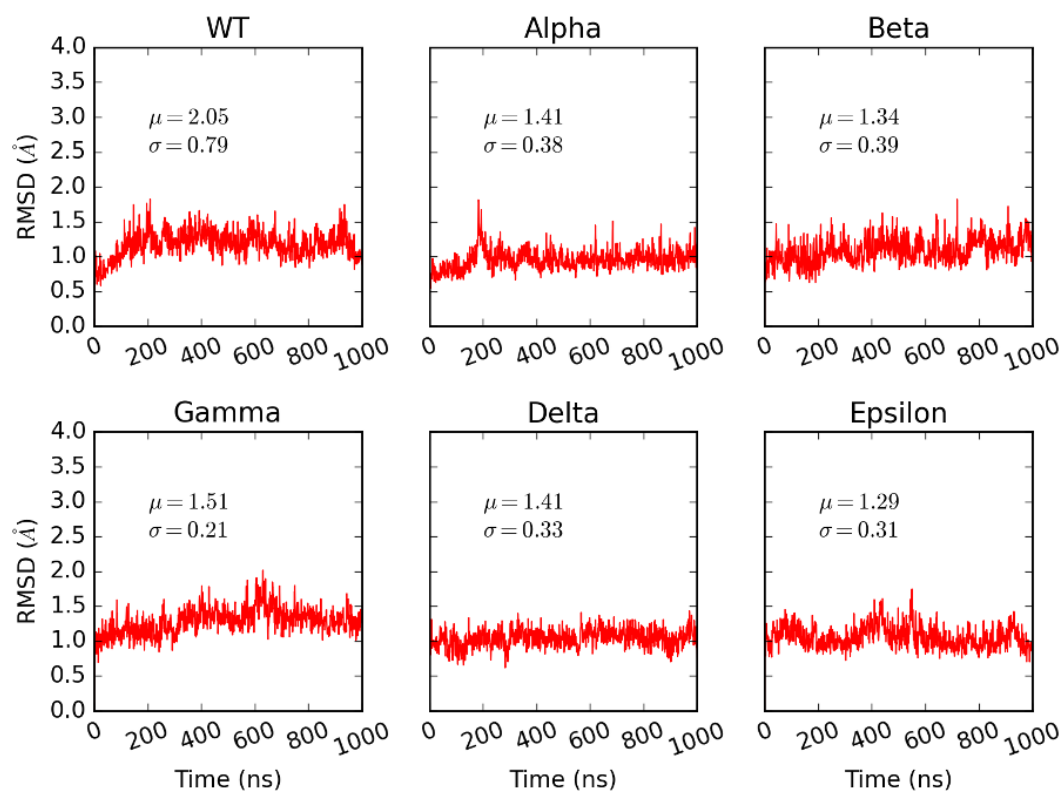 WT Alpha Beta
4.0
3.5
3.0
2.5
2.0
1.5
1.0
0.5
0.0
RMSD (Å)
μ = 2.05
σ = 0.79
μ = 1.41
σ = 0.38
μ = 1.34
σ = 0.39
0 200 400 600 800 1000
0 200 400 600 800 1000
0 200 400 600 800 1000
Gamma Delta Epsilon
4.0
3.5
3.0
2.5
2.0
1.5
1.0
0.5
0.0
RMSD (Å)
μ = 1.51
σ = 0.21
μ = 1.41
σ = 0.33
μ = 1.29
σ = 0.31
0 200 400 600 800 1000
0 200 400 600 800 1000
0 200 400 600 800 1000
Time (ns) Time (ns) Time (ns)